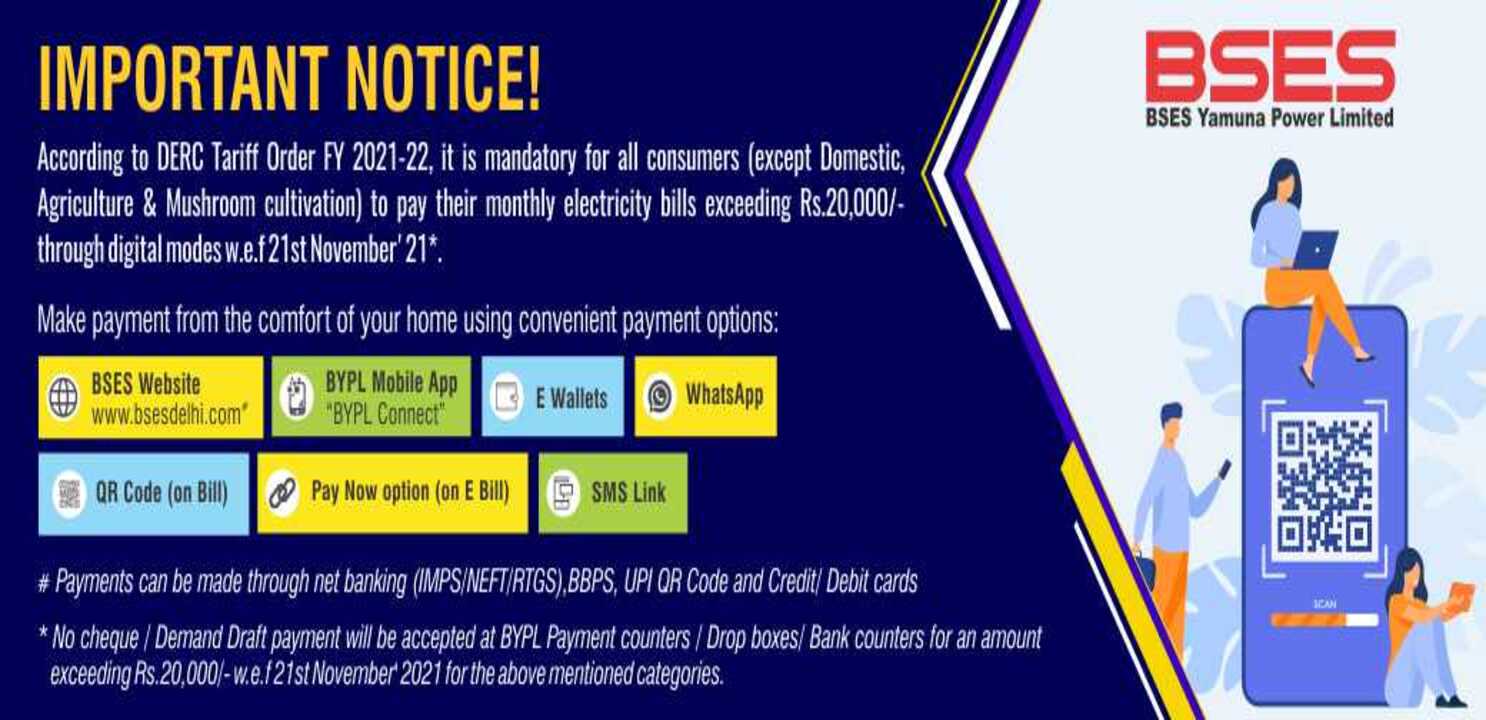 IMPORTANT NOTICE!
According to DERC Tariff Order FY 2021-22, it is mandatory for all consumers (except Domestic,
Agriculture & Mushroom cultivation) to pay their monthly electricity bills exceeding Rs.20,000/-
through digital modes w.e.f 21st November' 21*.
Make payment from the comfort of your home using convenient payment options:
BSES Website
www.bsesdelhi.com#
BYPL Mobile App
"BYPL Connect"
E Wallets
WhatsApp
QR Code (on Bill)
Pay Now option (on E Bill)
SMS Link
# Payments can be made through net banking (IMPS/NEFT/RTGS),BBPS, UPI QR Code and Credit/ Debit cards
* No cheque / Demand Draft payment will be accepted at BYPL Payment counters / Drop boxes/ Bank counters for an amount
exceeding Rs.20,000/- w.e.f 21st November' 2021 for the above mentioned categories.
BSES
BSES Yamuna Power Limited
SCAN